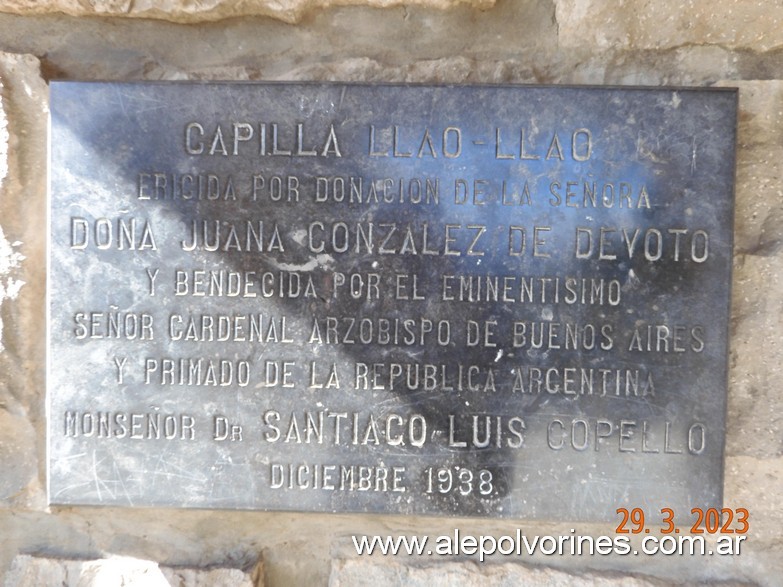 CAPILLA LLAO-LLAO
ERIGIDA POR DONACION DE LA SEÑORA
DOÑA JUANA GONZALEZ DE DEVOTO
Y BENDECIDA POR EL EMINENTISIMO
SEÑOR CARDENAL ARZOBISPO DE BUENOS AIRES
Y PRIMADO DE LA REPUBLICA ARGENTINA
MONSEÑOR DR SANTIAGO LUIS COPELLO
DICIEMBRE 1938
29. 3. 2023
www.alepolvorines.com.ar